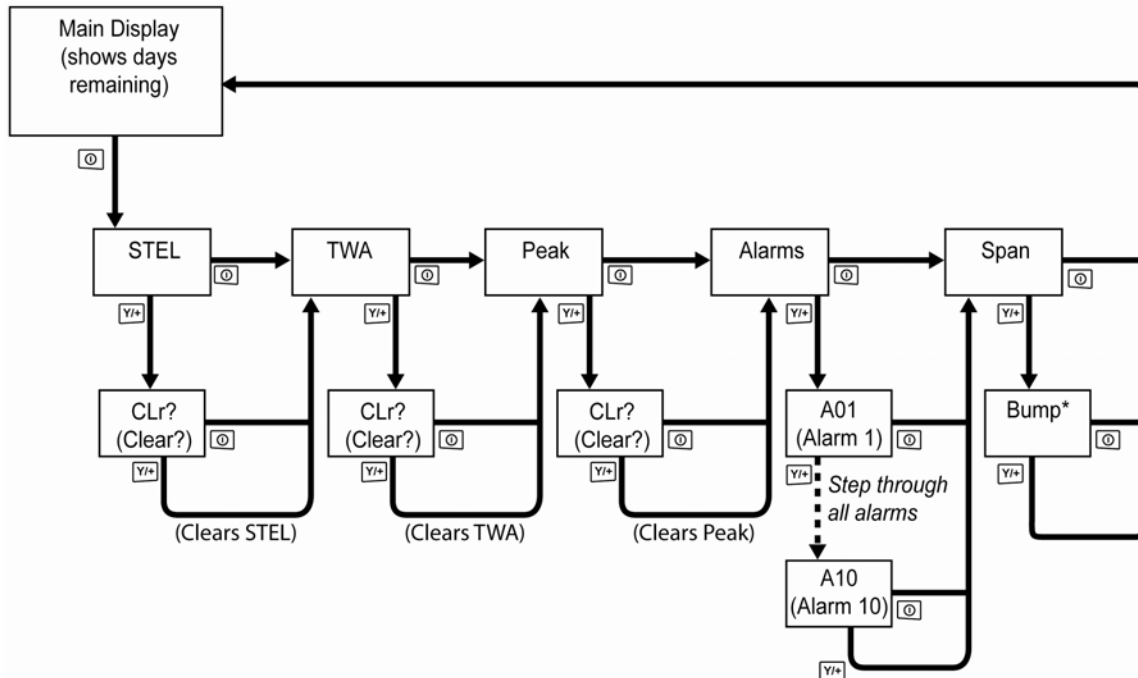 Main Display
(shows days
remaining)
STEL
TWA
Peak
Alarms
Span
Y/+
Y/+
Y/+
Y/+
Y/+
CLr?
(Clear?)
CLr?
(Clear?)
CLr?
(Clear?)
A01
(Alarm 1)
Bump*
Y/+
Y/+
Y/+
Y/+
Y/+
Step through
all alarms
(Clears STEL)
(Clears TWA)
(Clears Peak)
A10
(Alarm 10)
Y/+